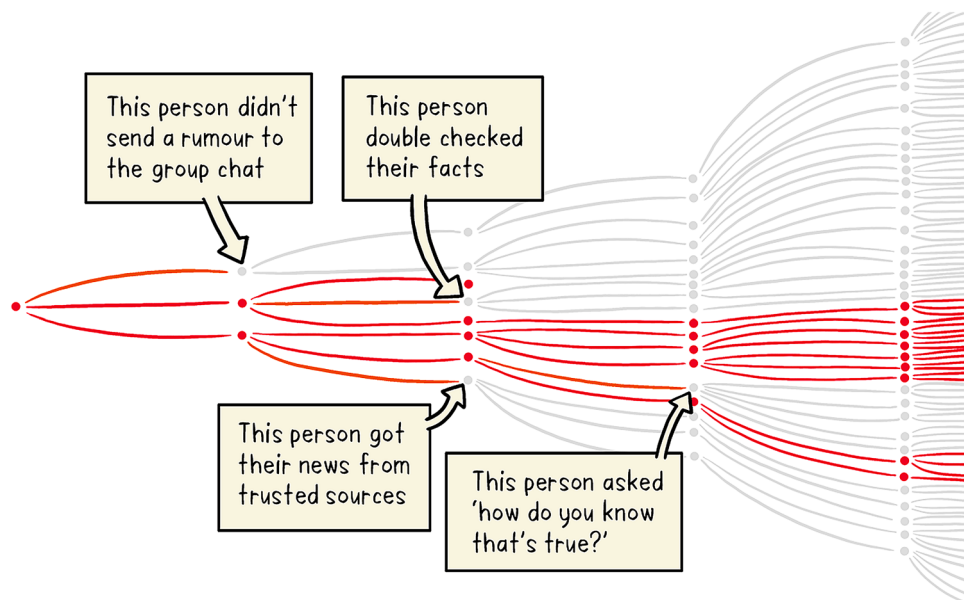 This person didn't
send a rumour to
the group chat
This person
double checked
their facts
This person got
their news from
trusted sources
This person asked
'how do you know
that's true?'